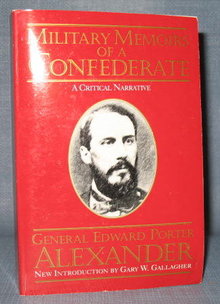 MILITARY MEMOIRS
OF A
CONFEDERATE
A CRITICAL NARRATIVE
GENERAL EDWARD PORTER
ALEXANDER
NEW INTRODUCTION BY GARY W. GALLAGHER